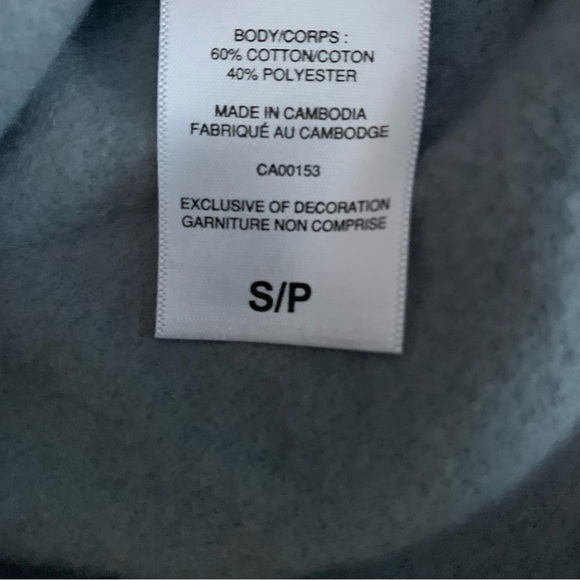 BODY/CORPS :
60% COTTON/COTON
40% POLYESTER
MADE IN CAMBODIA
FABRIQUÉ AU CAMBODGE
CA00153
EXCLUSIVE OF DECORATION
GARNITURE NON COMPRISE
S/P